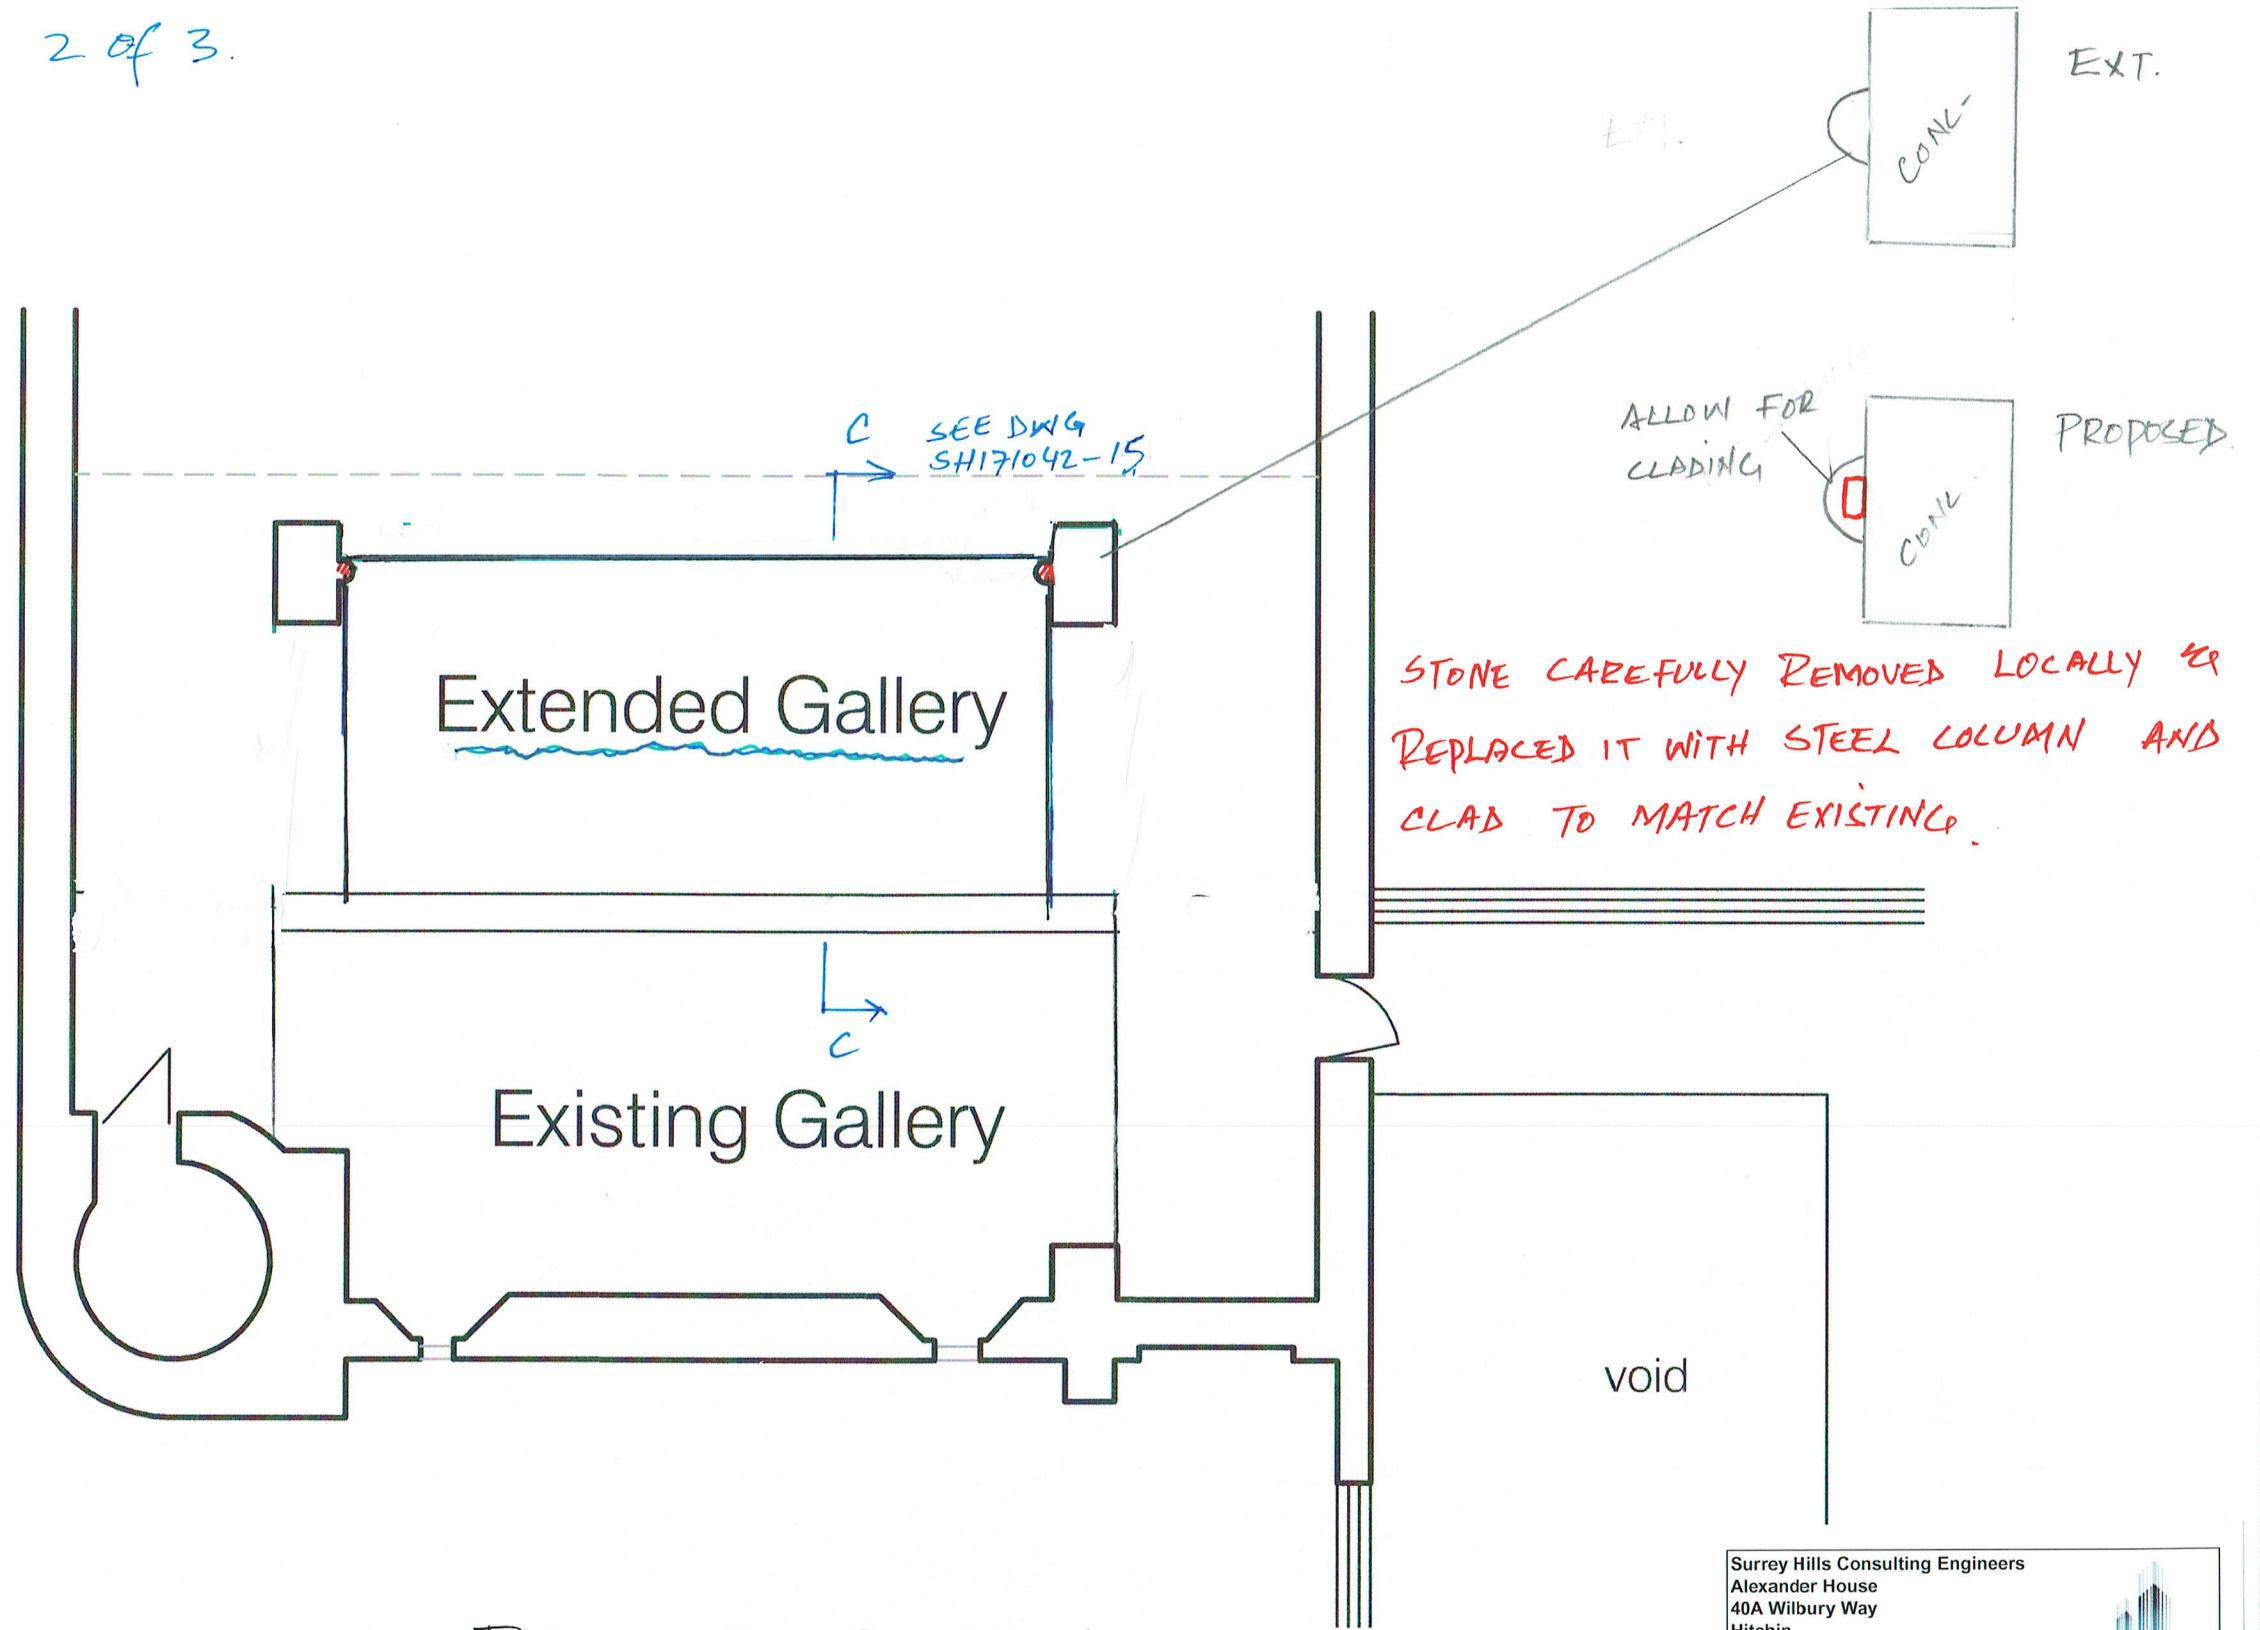 2 of 3.
EXT.
CONC-
ALLOW FOR
CLADING
PROPOSED
CONC
C SEE DWG
SH171042-15
STONE CAREFULLY REMOVED LOCALLY &
REPLACED IT WITH STEEL COLUMN AND
CLAD TO MATCH EXISTING.
Extended Gallery
C
Existing Gallery
void
Surrey Hills Consulting Engineers
Alexander House
40A Wilbury Way
Hitchin